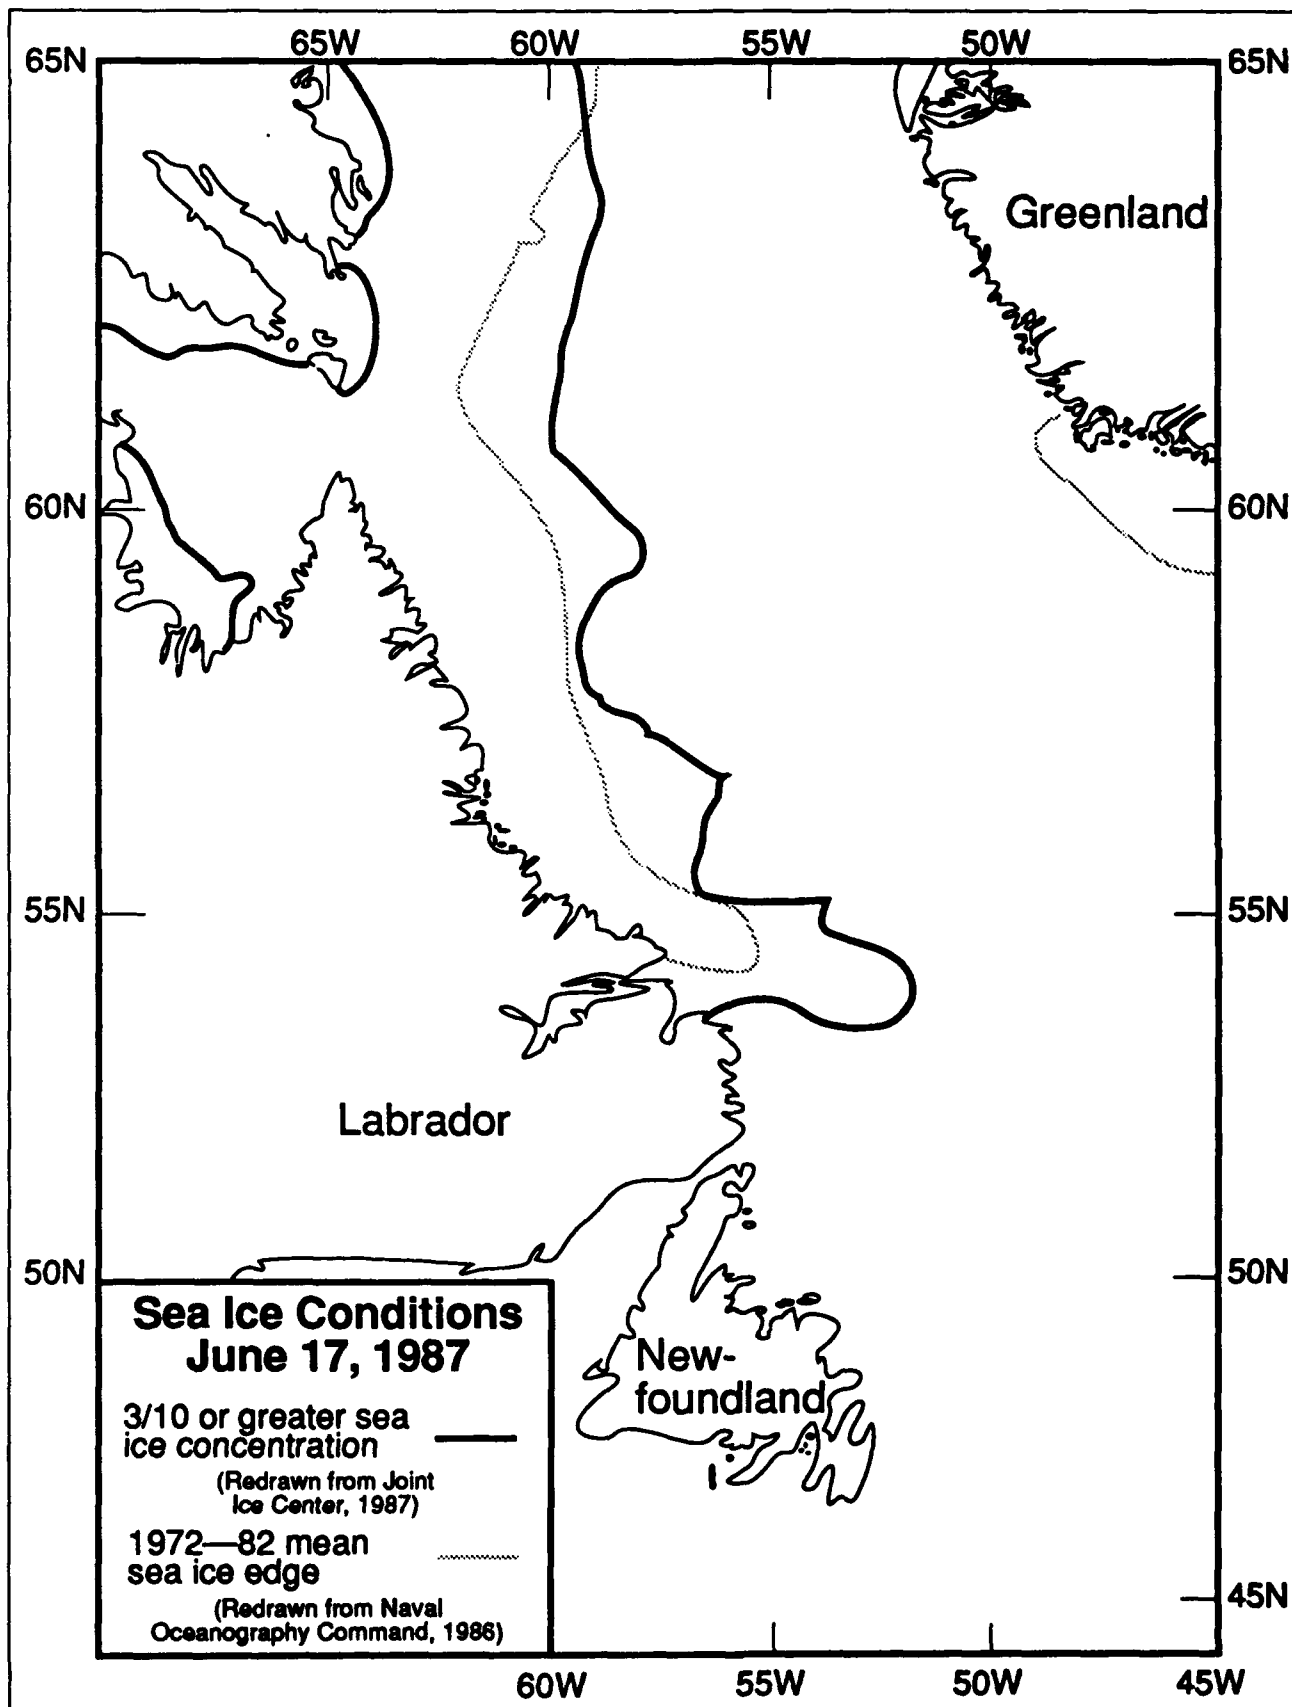 65W 60W 55W 50W
65N 65N
Greenland
60N 60N
55N 55N
Labrador
50N 50N
Sea Ice Conditions
June 17, 1987
New-
foundland
3/10 or greater sea
ice concentration
(Redrawn from Joint
Ice Center, 1987)
1972—82 mean
sea ice edge
(Redrawn from Naval
Oceanography Command, 1986)
45N
60W 55W 50W 45W